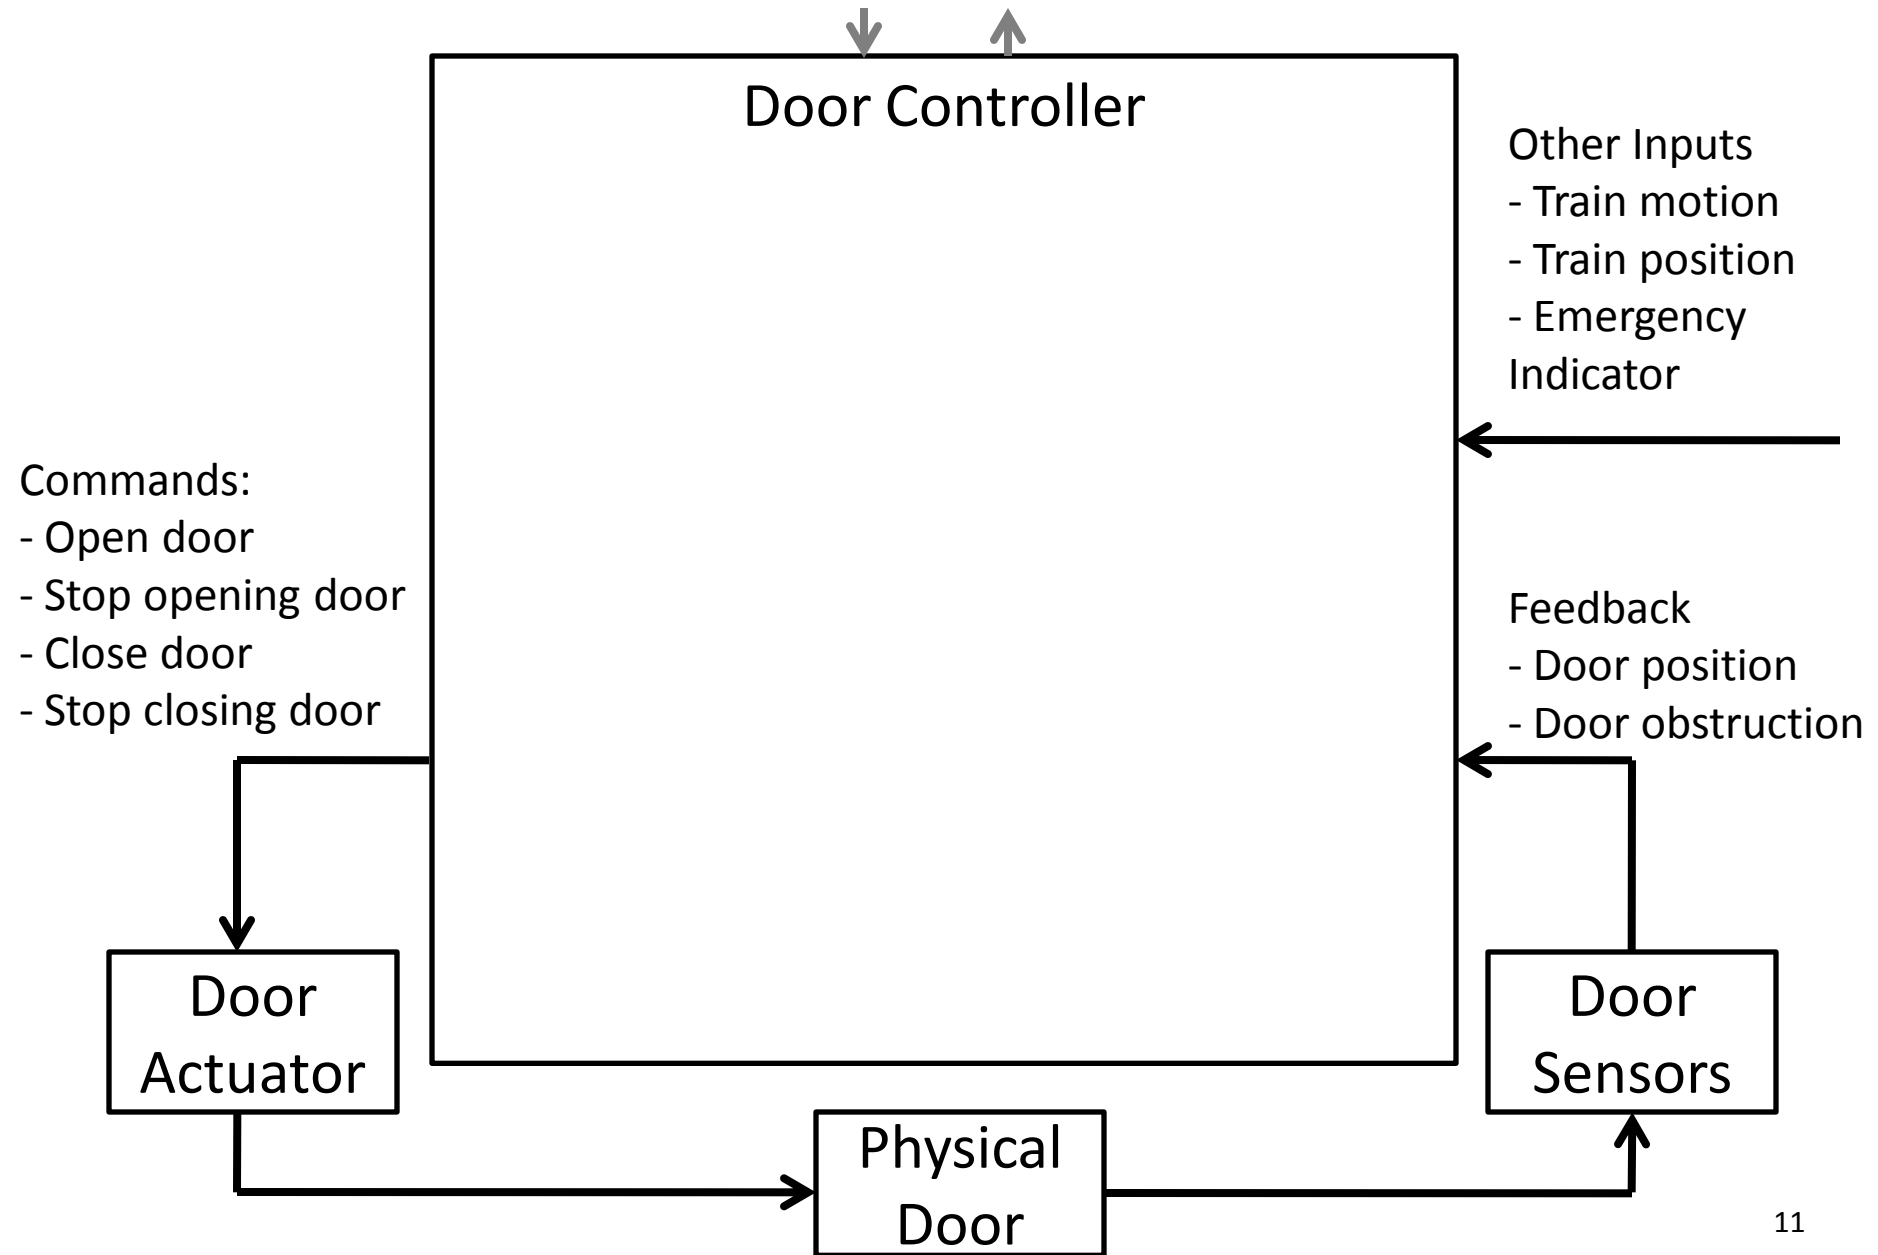 Door Controller
Other Inputs
- Train motion
- Train position
- Emergency
Indicator
Commands:
- Open door
- Stop opening door
- Close door
- Stop closing door
Feedback
- Door position
- Door obstruction
Door
Actuator
Door
Sensors
Physical
Door
11